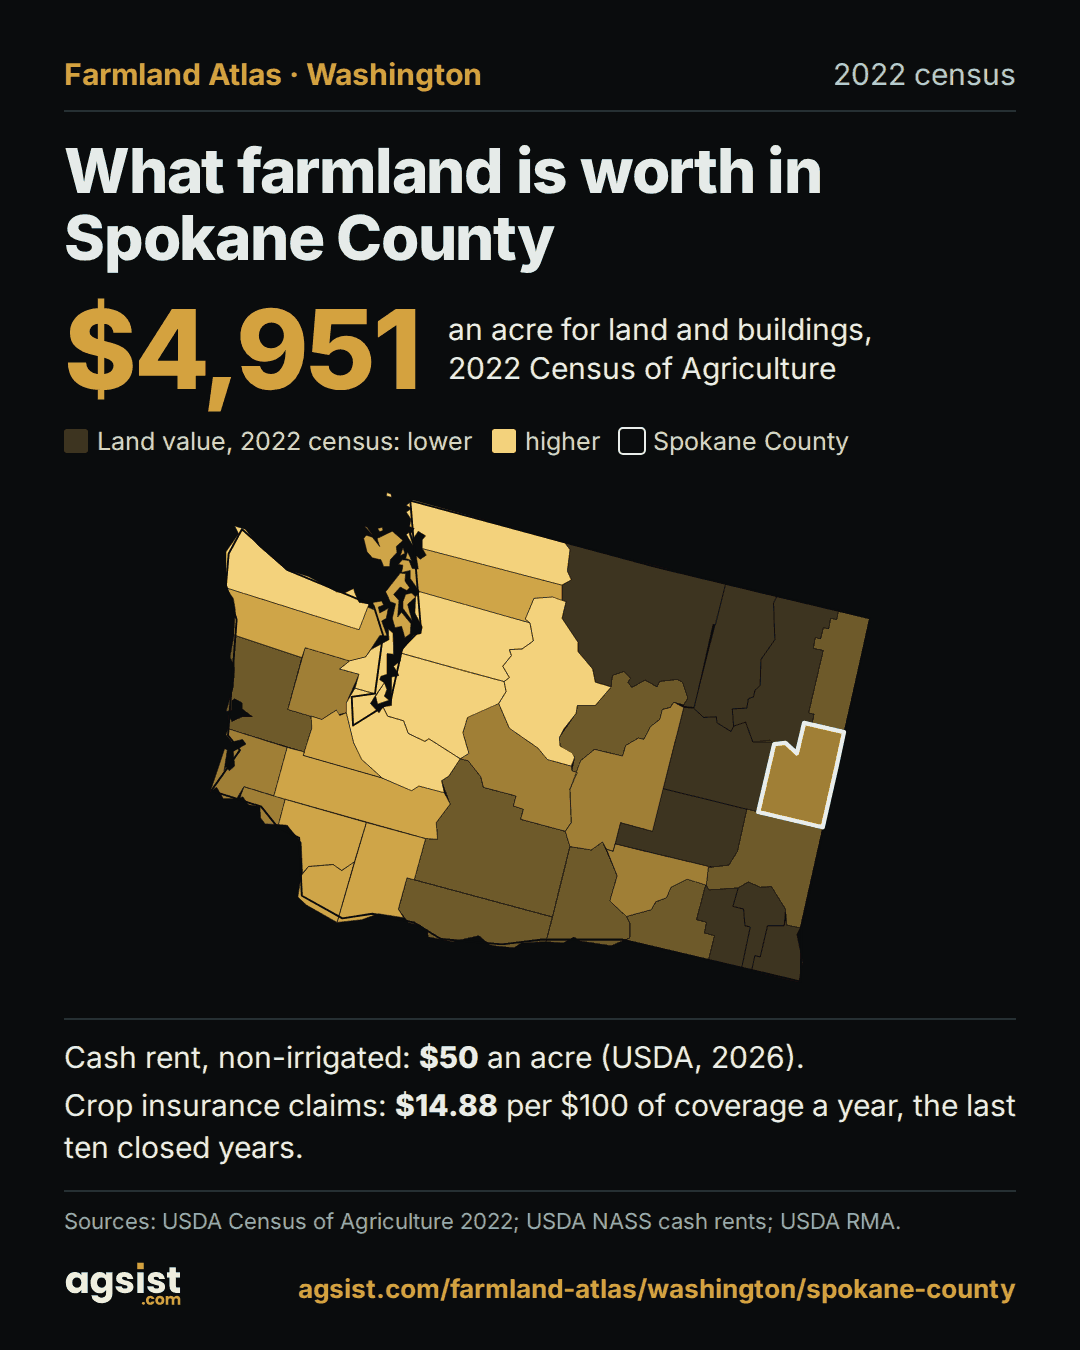 Farmland Atlas · Washington
2022 census
What farmland is worth in
Spokane County
$4,951
an acre for land and buildings,
2022 Census of Agriculture
Land value, 2022 census: lower
higher
Spokane County
Cash rent, non-irrigated: $50 an acre (USDA, 2026).
Crop insurance claims: $14.88 per $100 of coverage a year, the last
ten closed years.
Sources: USDA Census of Agriculture 2022; USDA NASS cash rents; USDA RMA.
agsist
.com
agsist.com/farmland-atlas/washington/spokane-county